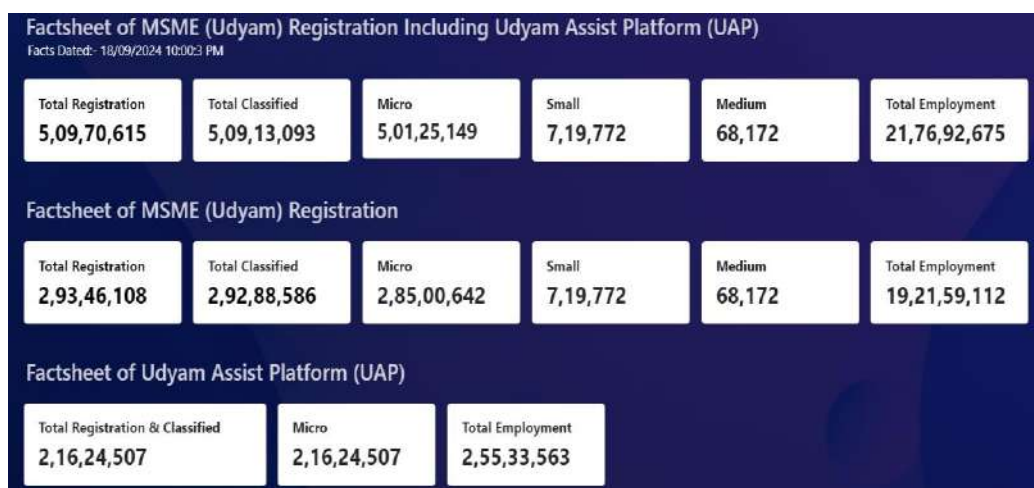 Factsheet of MSME (Udyam) Registration Including Udyam Assist Platform (UAP)
Facts Dated:- 18/09/2024 10:00:3 PM
Total Registration
5,09,70,615
Total Classified
5,09,13,093
Micro
5,01,25,149
Small
7,19,772
Medium
68,172
Total Employment
21,76,92,675
Factsheet of MSME (Udyam) Registration
Total Registration
2,93,46,108
Total Classified
2,92,88,586
Micro
2,85,00,642
Small
7,19,772
Medium
68,172
Total Employment
19,21,59,112
Factsheet of Udyam Assist Platform (UAP)
Total Registration & Classified
2,16,24,507
Micro
2,16,24,507
Total Employment
2,55,33,563